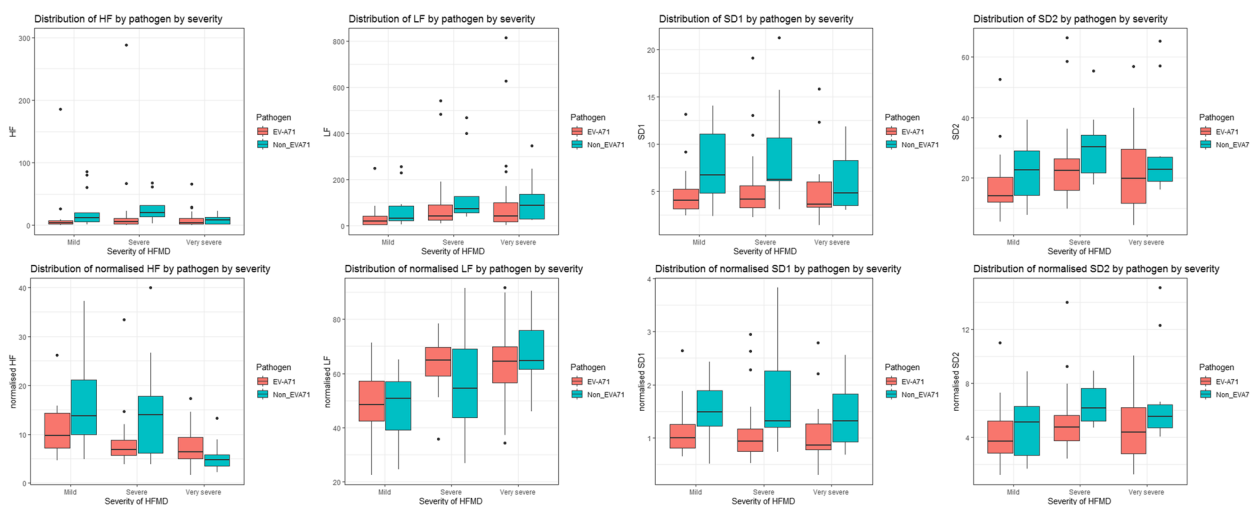 Distribution of HF by pathogen by severity
300
200
100
0
HF
Mild
Severe
Very severe
Severity of HFMD
Pathogen
EV-A71
Non_EVA71
Distribution of LF by pathogen by severity
800
600
400
200
0
LF
Mild
Severe
Very severe
Severity of HFMD
Pathogen
EV-A71
Non_EVA71
Distribution of SD1 by pathogen by severity
20
15
10
5
SD1
Mild
Severe
Very severe
Severity of HFMD
Pathogen
EV-A71
Non_EVA71
Distribution of SD2 by pathogen by severity
60
40
20
SD2
Mild
Severe
Very severe
Severity of HFMD
Pathogen
EV-A71
Non_EVA7
Distribution of normalised HF by pathogen by severity
40
30
20
10
0
normalised HF
Mild
Severe
Very severe
Severity of HFMD
Pathogen
EV-A71
Non_EVA71
Distribution of normalised LF by pathogen by severity
80
60
40
20
normalised LF
Mild
Severe
Very severe
Severity of HFMD
Pathogen
EV-A71
Non_EVA71
Distribution of normalised SD1 by pathogen by severity
4
3
2
1
normalised SD1
Mild
Severe
Very severe
Severity of HFMD
Pathogen
EV-A71
Non_EVA71
Distribution of normalised SD2 by pathogen by severity
12
8
4
normalised SD2
Mild
Severe
Very severe
Severity of HFMD
Pathogen
EV-A71
Non_EVA7